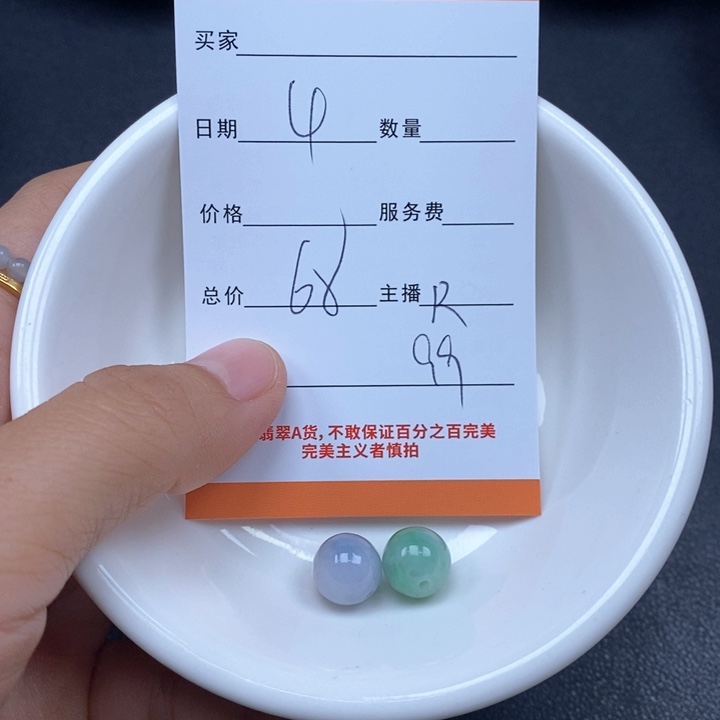 买家
日期 4 数量
价格 服务费
总价 68 主播 R
99
翡翠A货，不敢保证百分之百完美
完美主义者慎拍